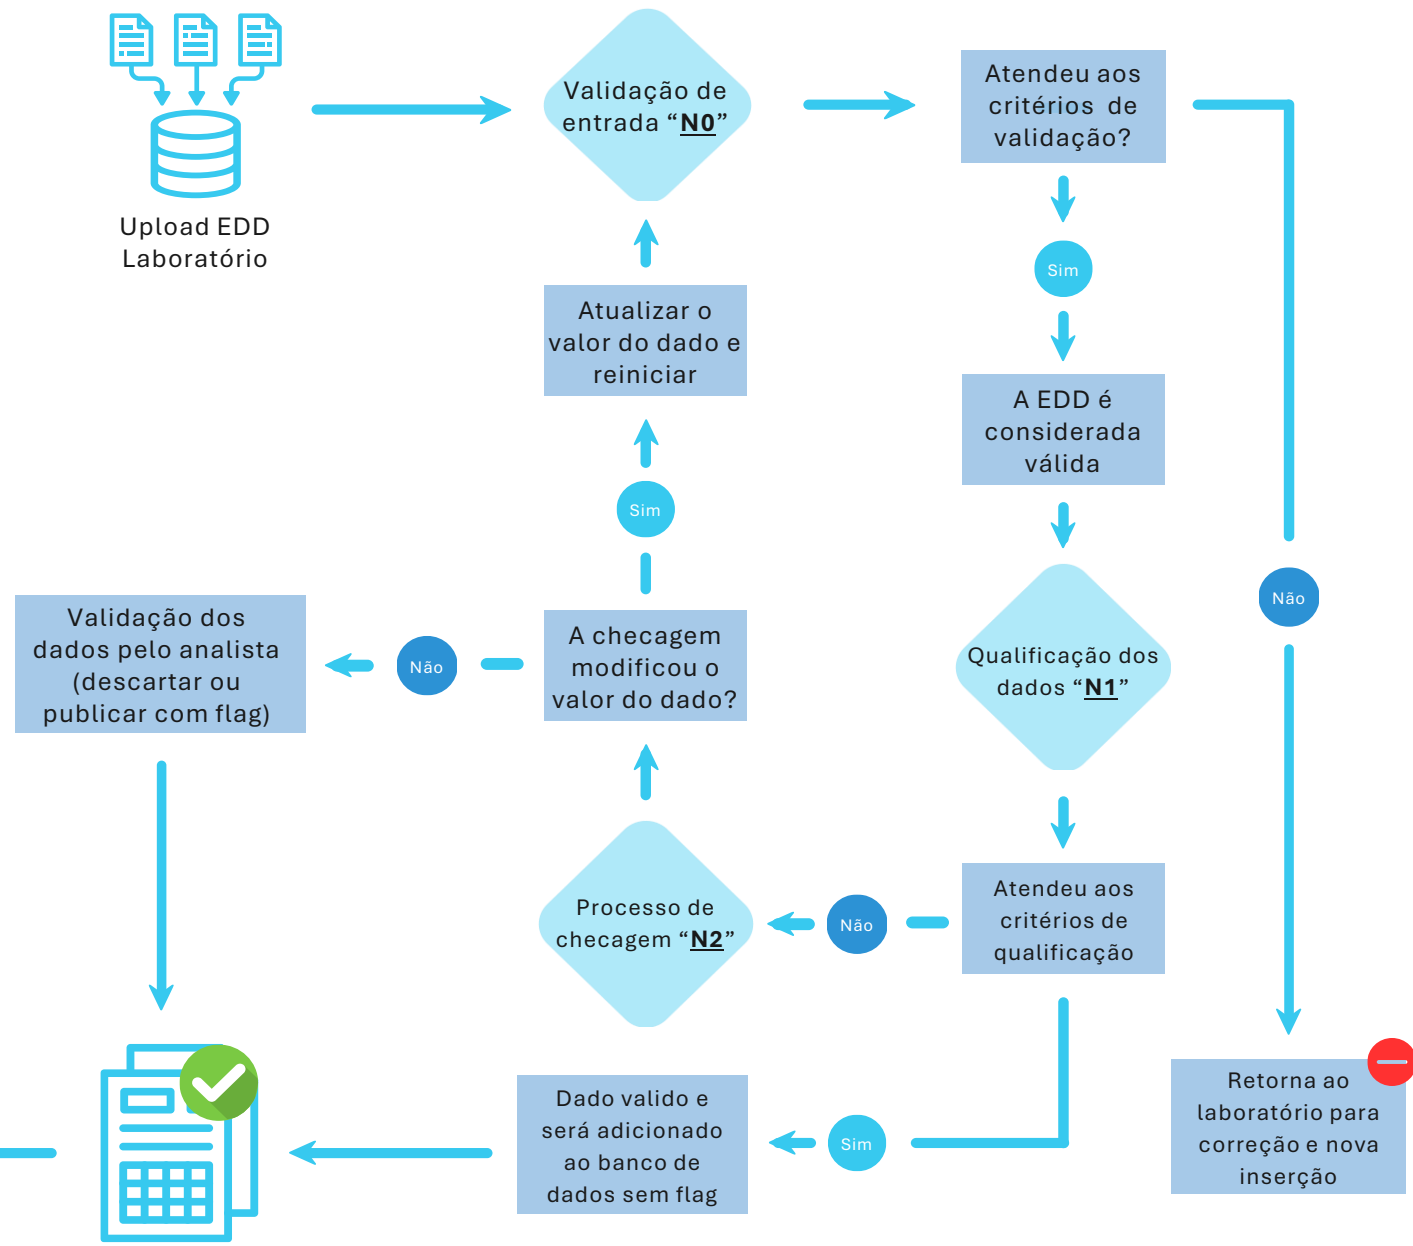 Upload EDD
Laboratório
Validação de
entrada “N0”
Atendeu aos
critérios de
validação?
Sim
Não
Atualizar o
valor do dado e
reiniciar
A EDD é
considerada
válida
Sim
Qualificação dos
dados “N1”
Validação dos
dados pelo analista
(descartar ou
publicar com flag)
Não
A checagem
modificou o
valor do dado?
Processo de
checagem “N2”
Não
Atendeu aos
critérios de
qualificação
Dado valido e
será adicionado
ao banco de
dados sem flag
Sim
Retorna ao
laboratório para
correção e nova
inserção